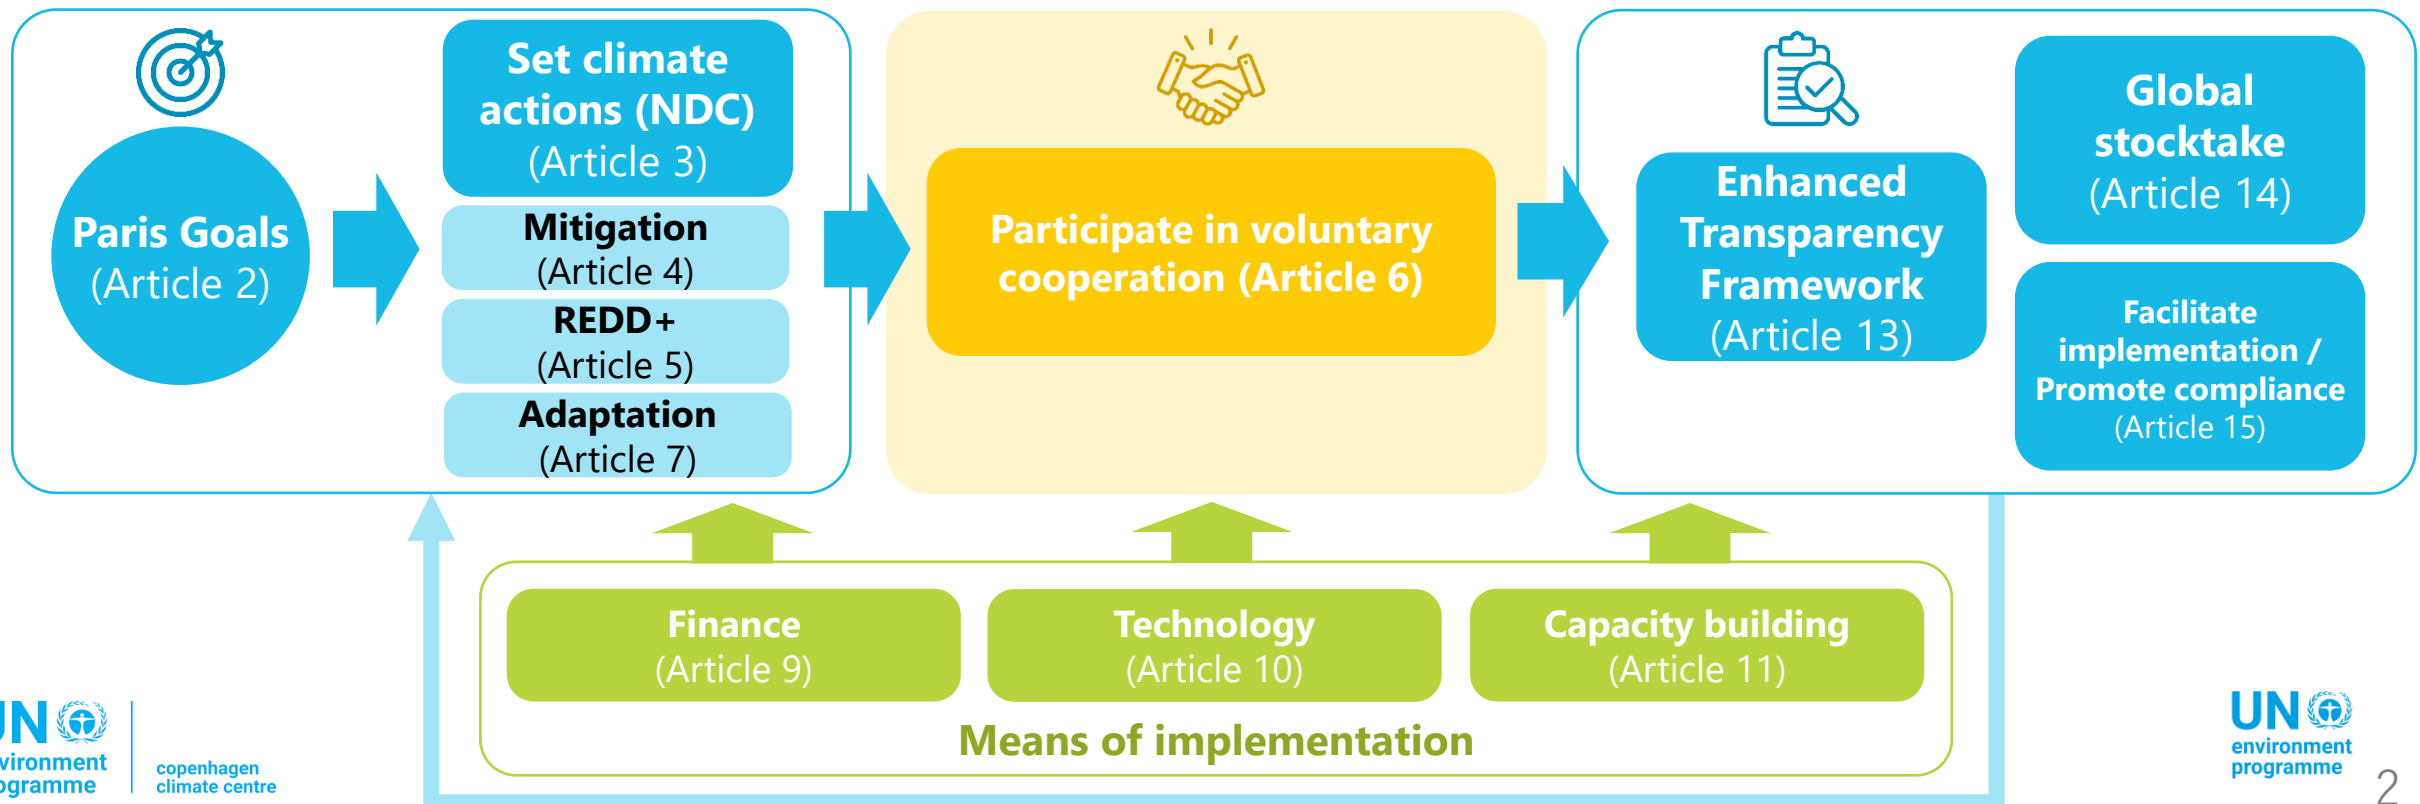 Paris Goals
(Article 2)
Set climate
actions (NDC)
(Article 3)
Mitigation
(Article 4)
REDD+
(Article 5)
Adaptation
(Article 7)
Participate in voluntary
cooperation (Article 6)
Enhanced
Transparency
Framework
(Article 13)
Global
stocktake
(Article 14)
Facilitate
implementation /
Promote compliance
(Article 15)
Finance
(Article 9)
Technology
(Article 10)
Capacity building
(Article 11)
Means of implementation
UN
vironment
ogramme
copenhagen
climate centre
UN
environment
programme
2